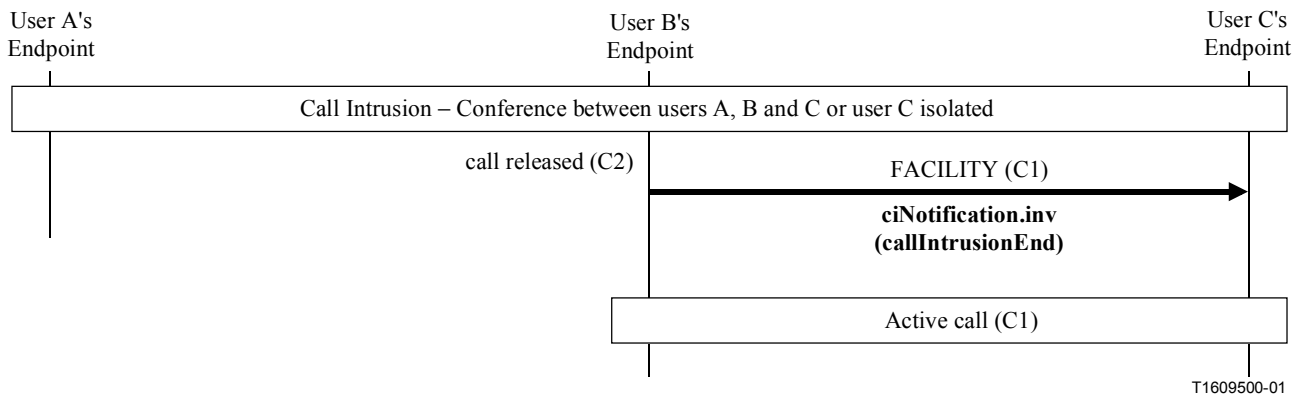 User A's
Endpoint
User B's
Endpoint
User C's
Endpoint
Call Intrusion – Conference between users A, B and C or user C isolated
call released (C2)
FACILITY (C1)
ciNotification.inv
(callIntrusionEnd)
Active call (C1)
T1609500-01